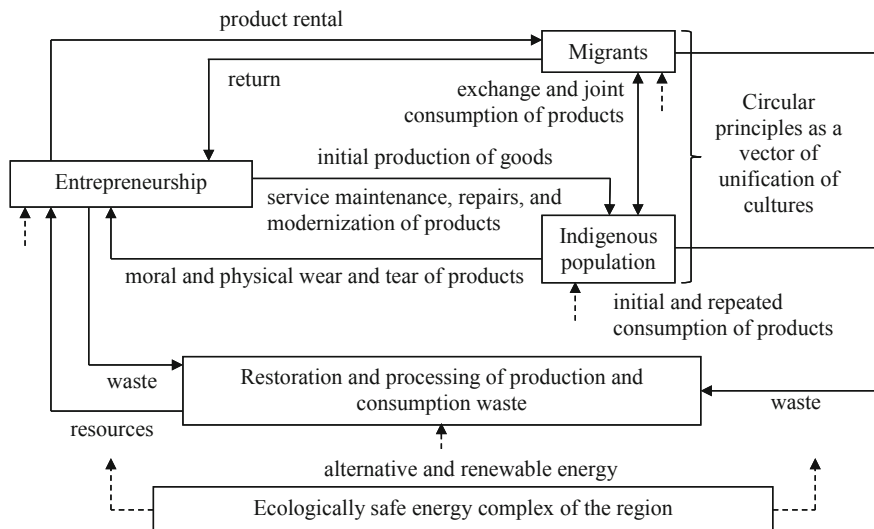 product rental
Migrants
return
exchange and joint
consumption of products
Circular
principles as a
vector of
unification of
cultures
initial production of goods
Entrepreneurship
service maintenance, repairs, and
modernization of products
Indigenous
population
moral and physical wear and tear of products
initial and repeated
consumption of products
waste
Restoration and processing of production and
consumption waste
waste
resources
alternative and renewable energy
Ecologically safe energy complex of the region